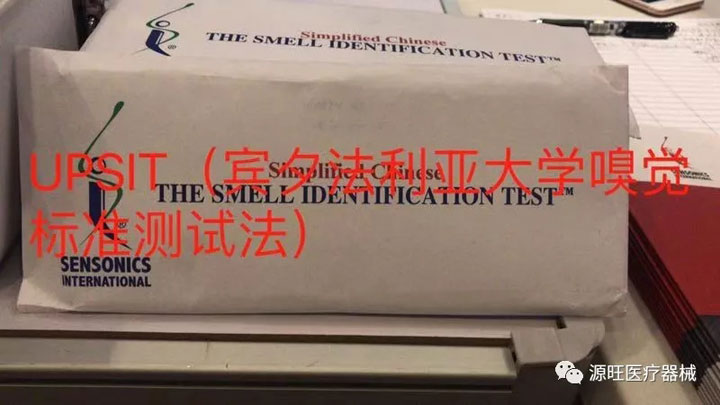 Simplified Chinese
THE SMELL IDENTIFICATION TEST™
®
UPSIT（宾夕法利亚大学嗅觉
标准测试法）
Simplified Chinese
THE SMELL IDENTIFICATION TEST™
®
SENSONICS
INTERNATIONAL
源旺医疗器械